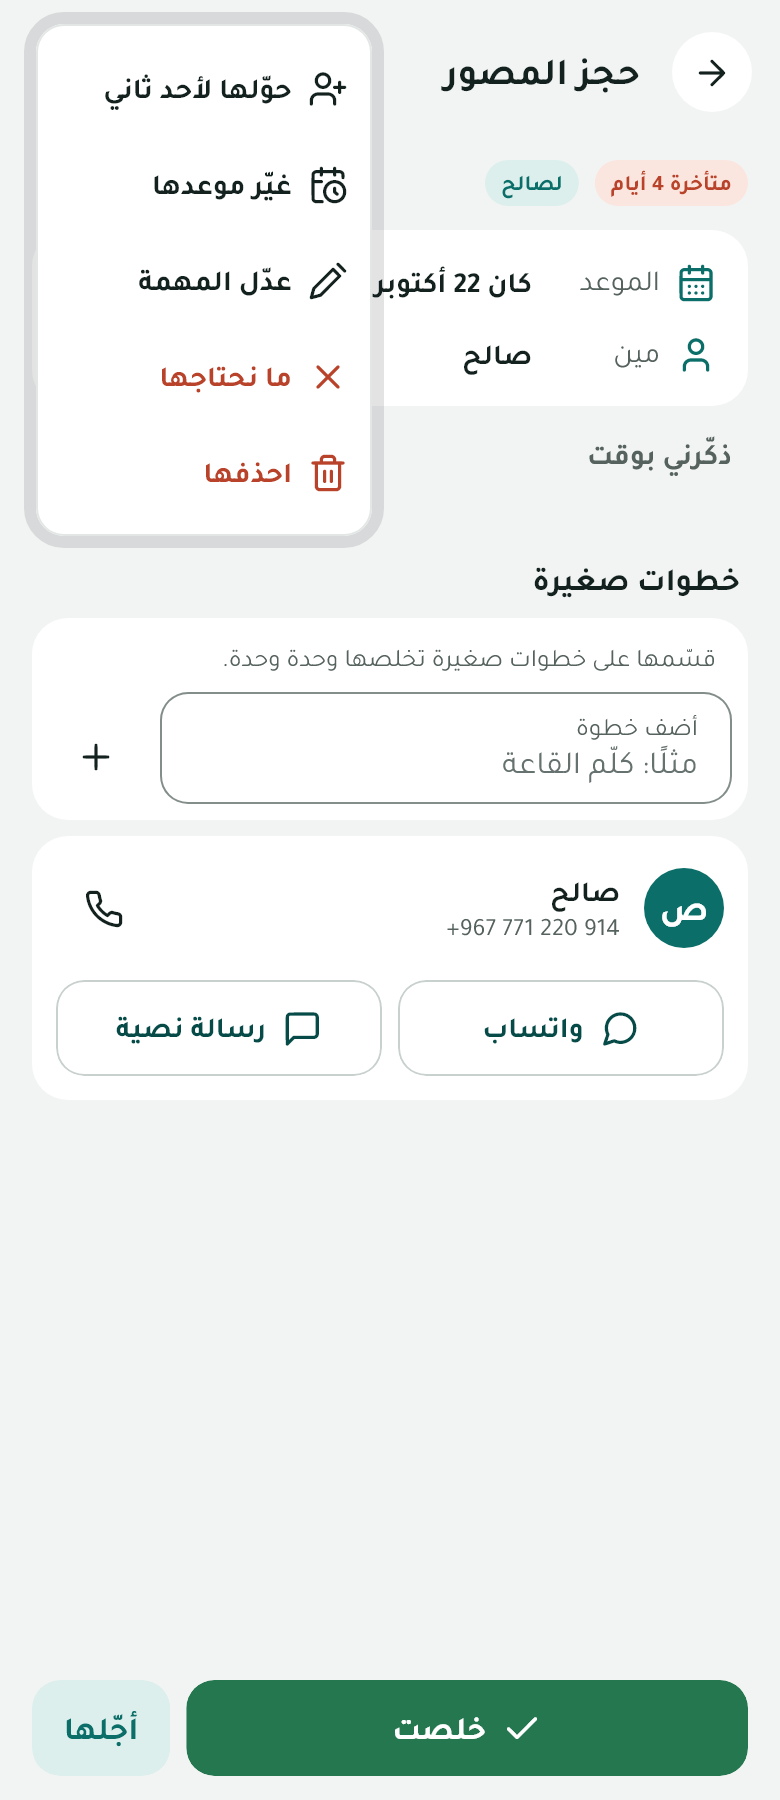 حجز المصور
متأخرة 4 أيام
لصالح
حوّلها لأحد ثاني
غيّر موعدها
عدّل المهمة
ما نحتاجها
احذفها
الموعد
كان 22 أكتوبر
مين
صالح
ذكّرني بوقت
خطوات صغيرة
قسّمها على خطوات صغيرة تخلصها وحدة وحدة.
أضف خطوة
مثلًا: كلّم القاعة
ص
صالح
+967 771 220 914
واتساب
رسالة نصية
خلصت
أجّلها